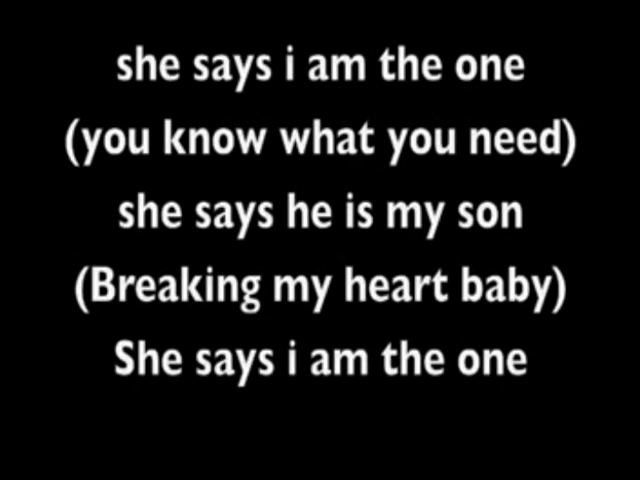 she says i am the one
(you know what you need)
she says he is my son
(Breaking my heart baby)
She says i am the one